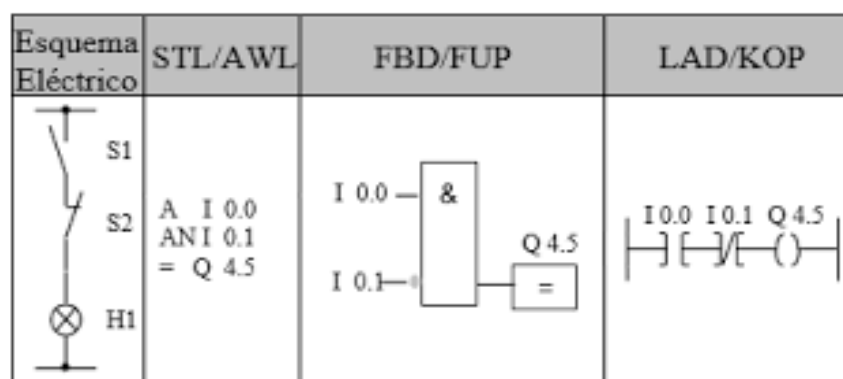 Esquema
Eléctrico
STL/AWL
FBD/FUP
LAD/KOP
S1
S2
H1
A I 0.0
AN I 0.1
= Q 4.5
I 0.0
&
I 0.1
Q 4.5
=
I 0.0 I 0.1 Q 4.5